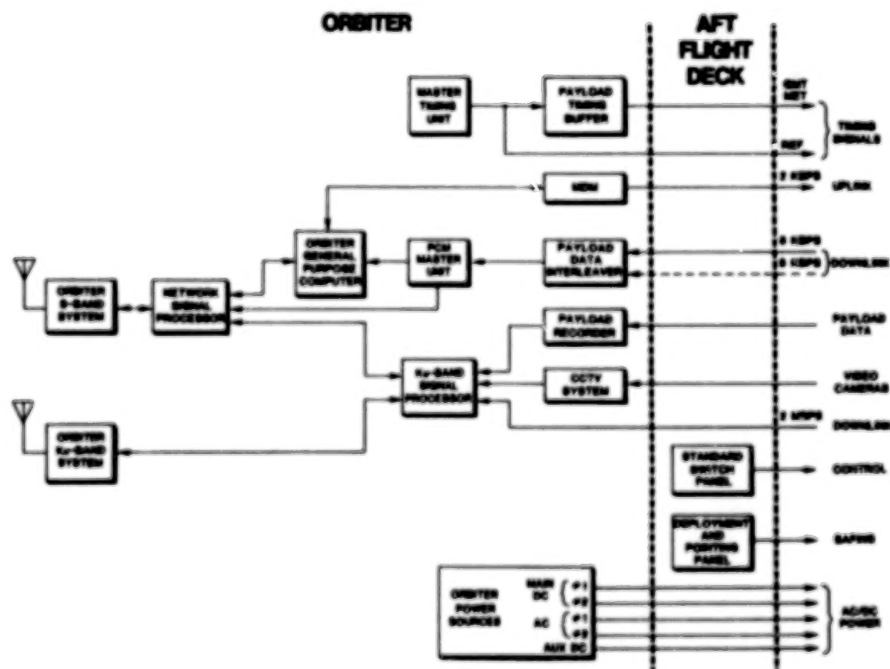 ORBITER
AFT
FLIGHT
DECK
MASTER
TIMING
UNIT
PAYLOAD
TIMING
BUFFER
GMT
MET
REF
TIMING
SIGNALS
MDM
2 KBPS
UPLINK
ORBITER
GENERAL
PURPOSE
COMPUTER
PCM
MASTER
UNIT
PAYLOAD
DATA
INTERLEAVER
KBPS
KBPS
DOWNLINK
ORBITER
S-BAND
SYSTEM
NETWORK
SIGNAL
PROCESSOR
PAYLOAD
RECORDER
PAYLOAD
DATA
Ku-BAND
SIGNAL
PROCESSOR
CCTV
SYSTEM
VIDEO
CAMERAS
2 MBPS
DOWNLINK
ORBITER
Ku-BAND
SYSTEM
STANDARD
SWITCH
PANEL
CONTROL
DEPLOYMENT
AND
POINTING
PANEL
SAFING
ORBITER
POWER
SOURCES
MAIN
DC
#1
#2
AC
#1
AUX DC
AC/DC
POWER